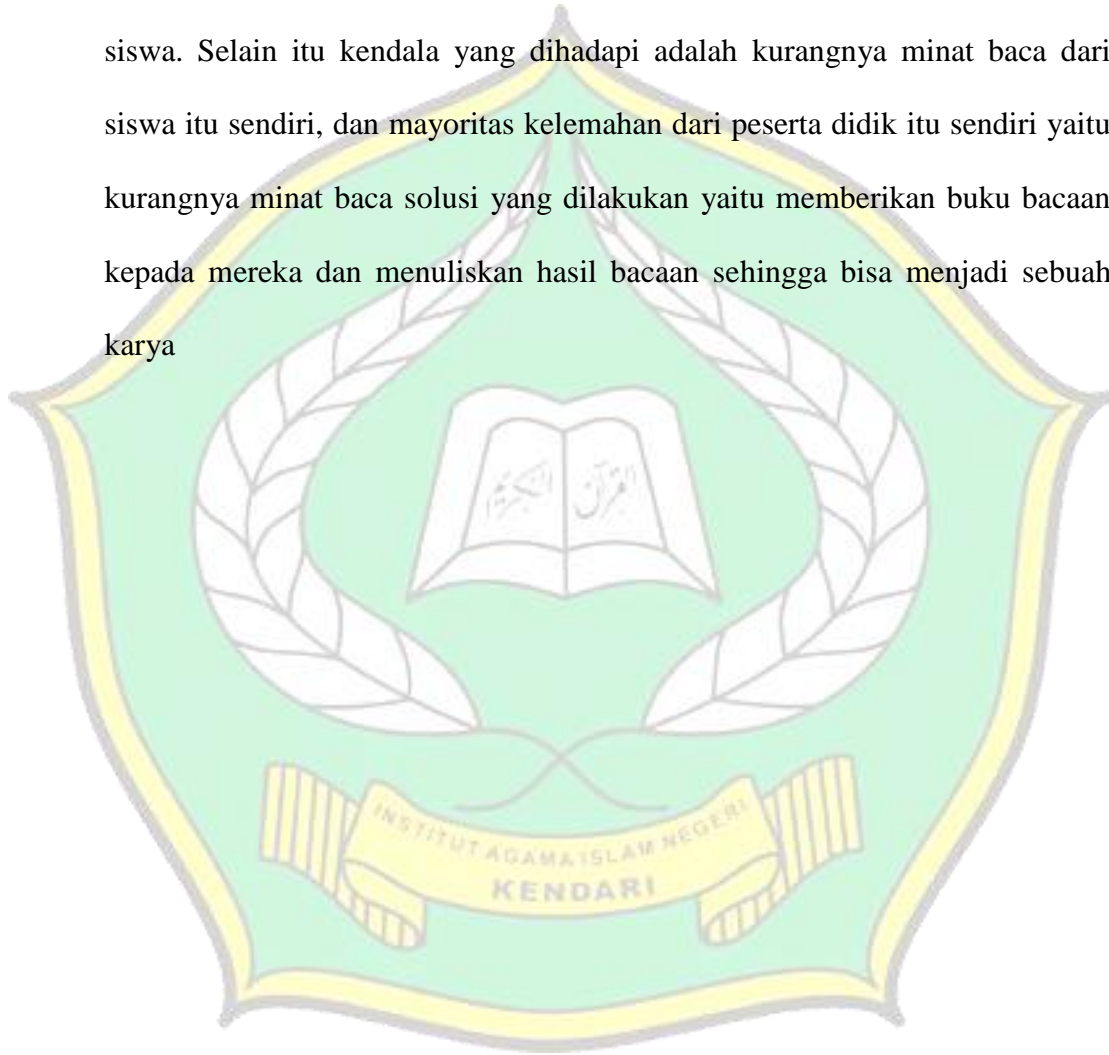 siswa. Selain itu kendala yang dihadapi adalah kurangnya minat baca dari
siswa itu sendiri, dan mayoritas kelemahan dari peserta didik itu sendiri yaitu
kurangnya minat baca solusi yang dilakukan yaitu memberikan buku bacaan
kepada mereka dan menuliskan hasil bacaan sehingga bisa menjadi sebuah
karya
القرآن الكريم
INSTITUT AGAMA ISLAM NEGERI
KENDARI